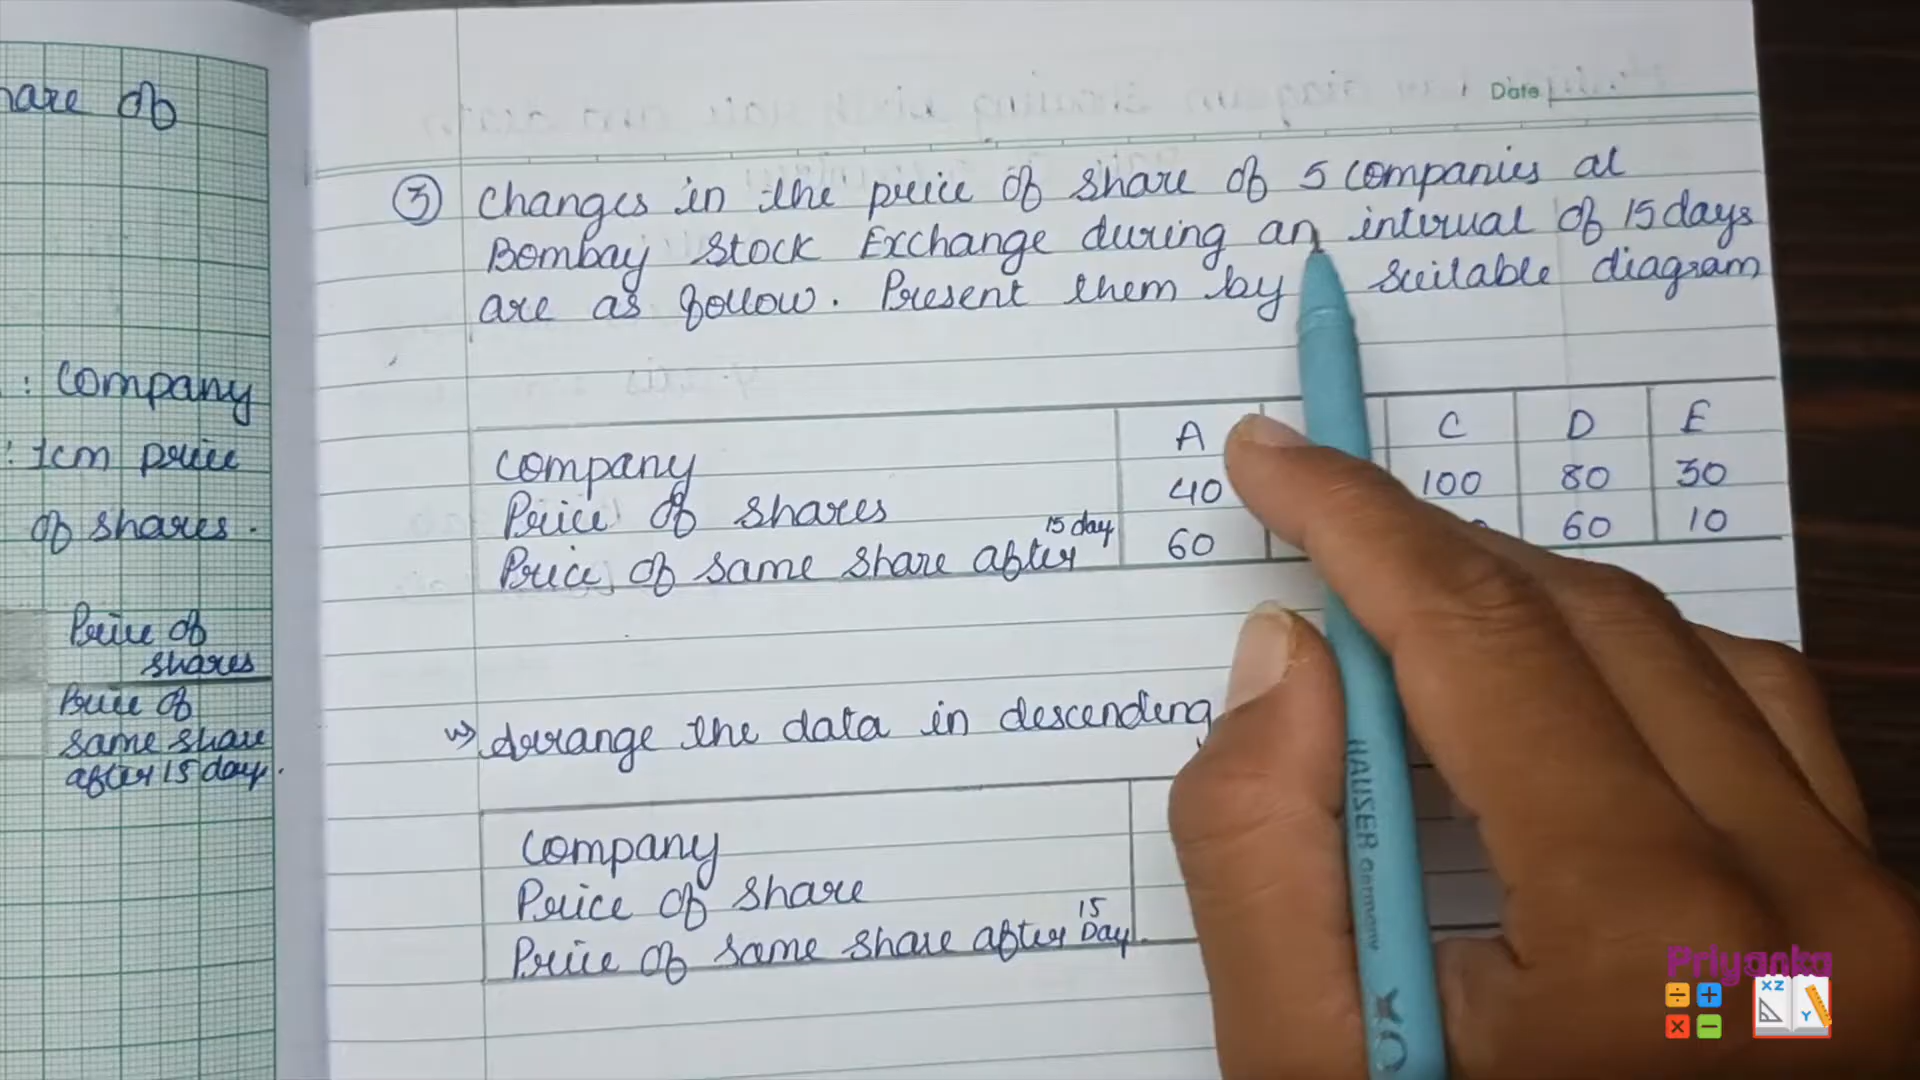 hare of
: Company
: 1cm price
of shares.
Price of
shares
Price of
same share
after 15 day.
Date
③ Changes in the price of share of 5 companies at
Bombay Stock Exchange during an interval of 15 days
are as follow. Present them by suitable diagram
Company A C D E
Price of shares 40 100 80 30
Price of same share after 15 day 60 60 10
Arrange the data in descending
Company
Price of share
Price of same share after 15 Day.
HAUSER Germany XO
Priyanka
XZ
Y